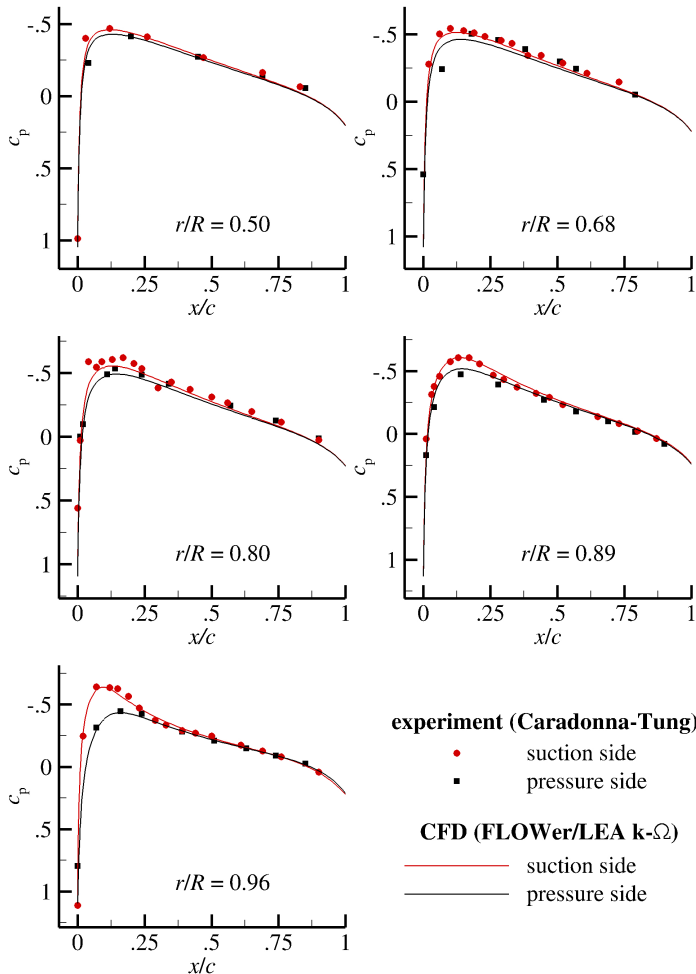 -.5
0
.5
1
c_p
r/R = 0.50
0 .25 .5 .75 1
x/c
-.5
0
.5
1
c_p
r/R = 0.68
0 .25 .5 .75 1
x/c
-.5
0
.5
1
c_p
r/R = 0.80
0 .25 .5 .75 1
x/c
-.5
0
.5
1
c_p
r/R = 0.89
0 .25 .5 .75 1
x/c
-.5
0
.5
1
c_p
r/R = 0.96
0 .25 .5 .75 1
x/c
experiment (Caradonna-Tung)
suction side
pressure side
CFD (FLOWer/LEA k-Ω)
suction side
pressure side